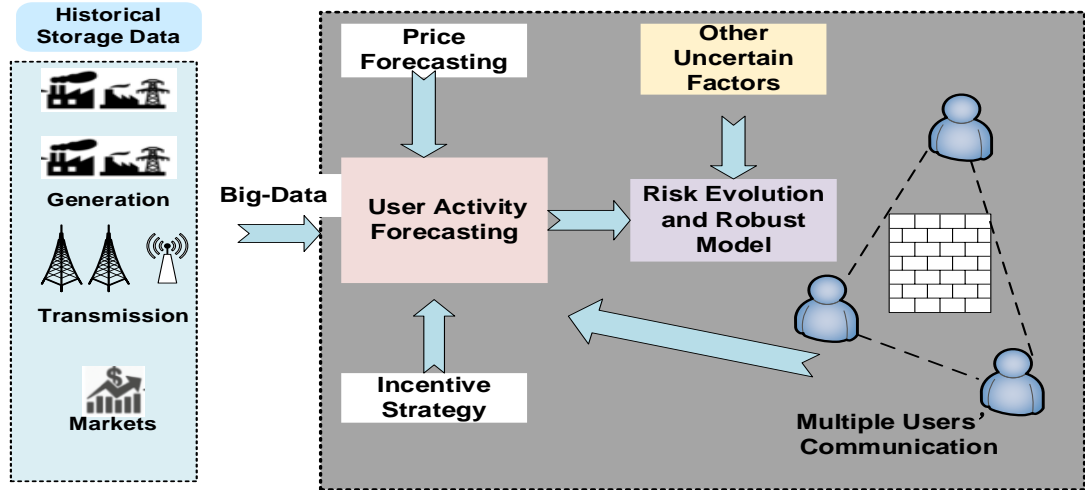 Historical
Storage Data
Generation
Transmission
Markets
Big-Data
Price
Forecasting
Other
Uncertain
Factors
User Activity
Forecasting
Risk Evolution
and Robust
Model
Incentive
Strategy
Multiple Users’
Communication